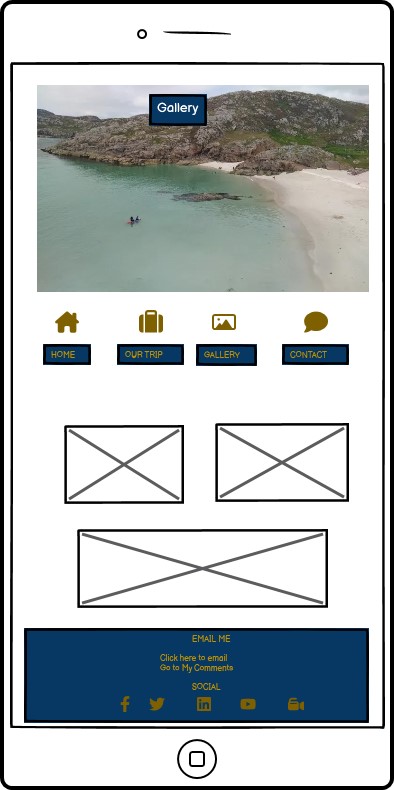 Gallery
HOME
OUR TRIP
GALLERY
CONTACT
EMAIL ME
Click here to email
Go to My Comments
SOCIAL